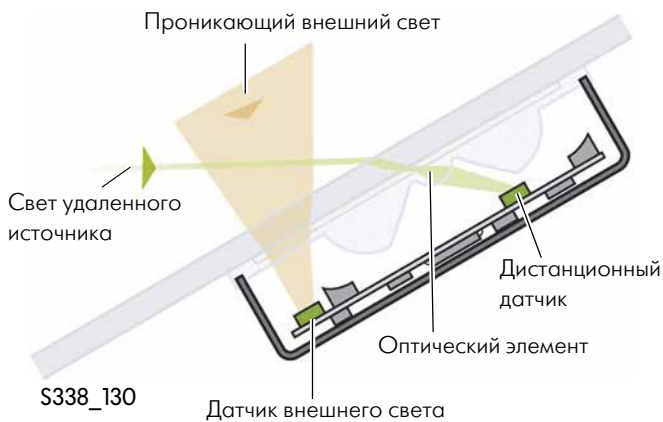 Проникающий внешний свет
Свет удаленного
источника
Дистанционный
датчик
Оптический элемент
S338_130
Датчик внешнего света